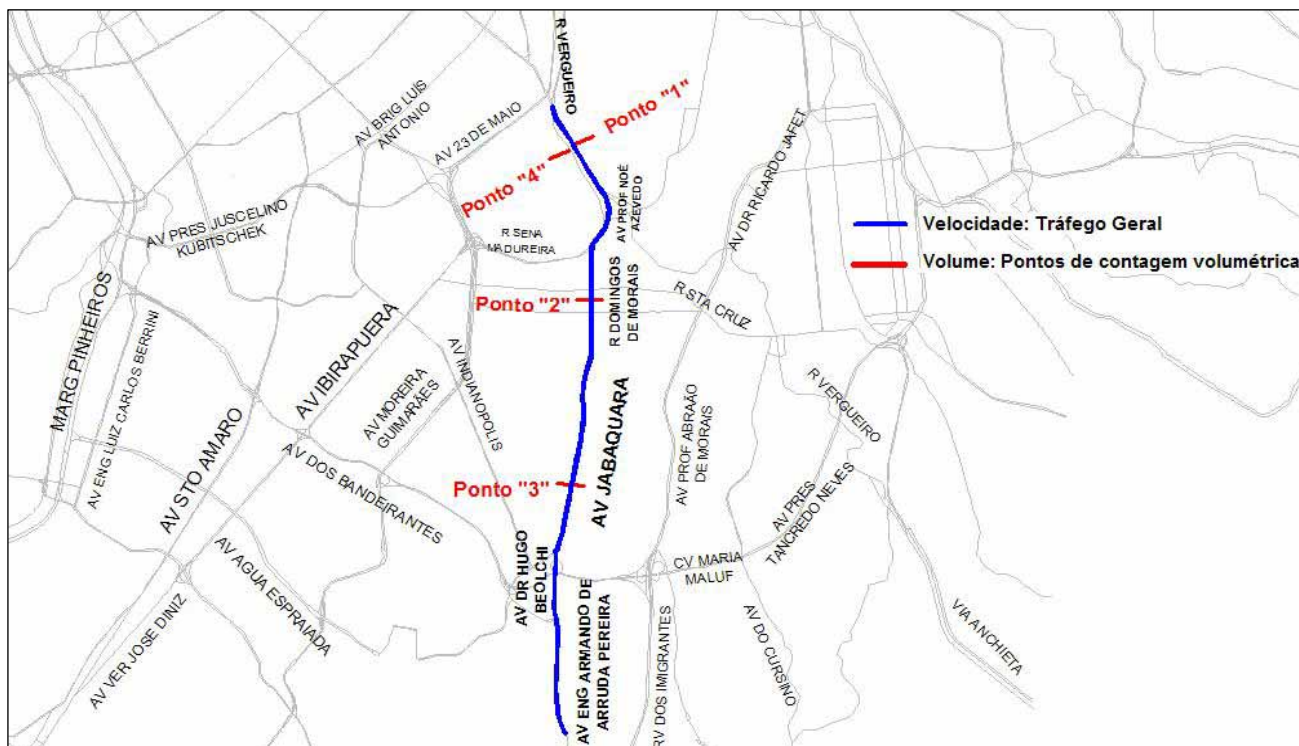 R VERGUEIRO
Ponto "1"
AV BRIG LUÍS
ANTONIO
AV 23 DE MAIO
Ponto "4"
AV DR RICARDO JAFET
AV PROF NOÉ
AZEVEDO
AV PRES JUSCELINO
KUBITSCHEK
R SENA
MADUREIRA
Velocidade: Tráfego Geral
Volume: Pontos de contagem volumétrica
MARG PINHEIROS
AV ENG LUIZ CARLOS BERRINI
Ponto "2"
R DOMINGOS
DE MORAIS
R STA CRUZ
AV IBIRAPUERA
AV INDIANOPOLIS
AV MOREIRA
GUIMARÃES
R VERGUEIRO
AV STO AMARO
AV DOS BANDEIRANTES
Ponto "3"
AV JABAQUARA
AV PROF ABRAÃO
DE MORAIS
AV PRES
TANCREDO NEVES
AV AGUA ESPRAIADA
AV DR HUGO
BEOLCHI
CV MARIA
MALUF
AV VER JOSE DINIZ
AV ENG ARMANDO DE
ARRUDA PEREIRA
RV DOS IMIGRANTES
AV DO CURSINO
VIA ANCHIETA